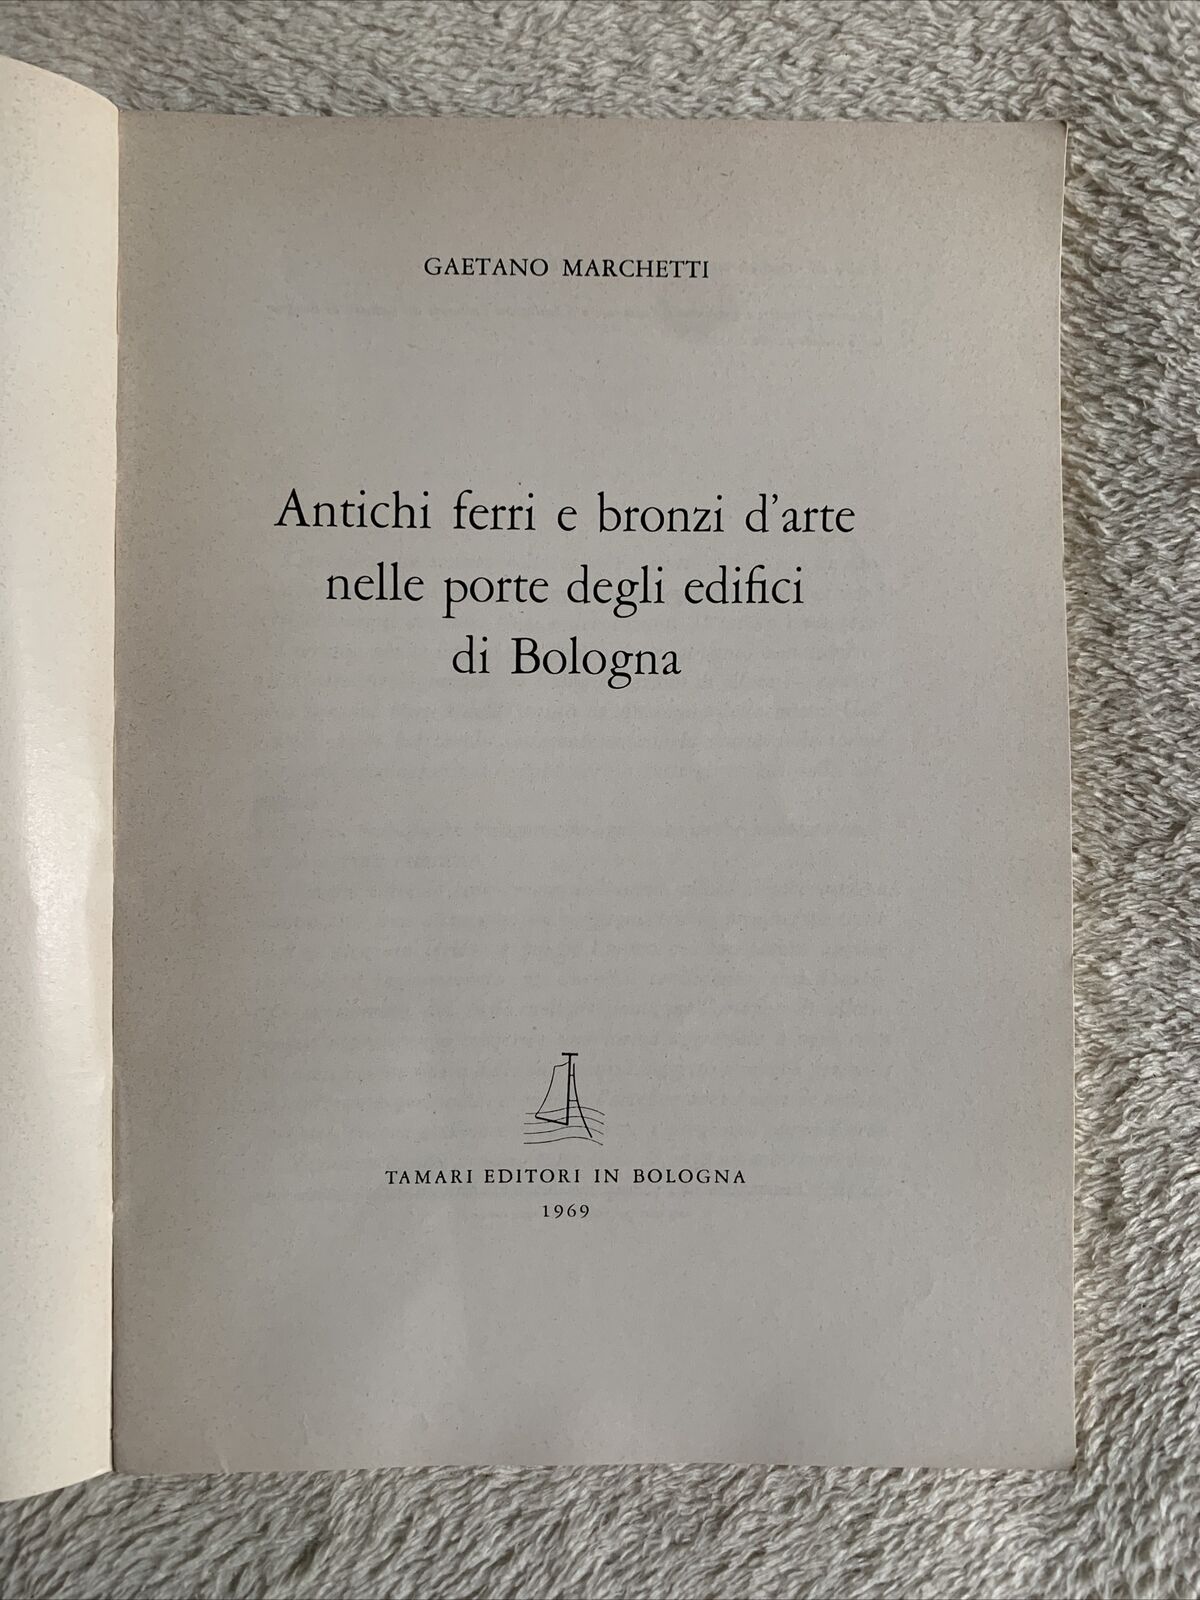 GAETANO MARCHETTI
Antichi ferri e bronzi d'arte
nelle porte degli edifici
di Bologna
TAMARI EDITORI IN BOLOGNA
1969